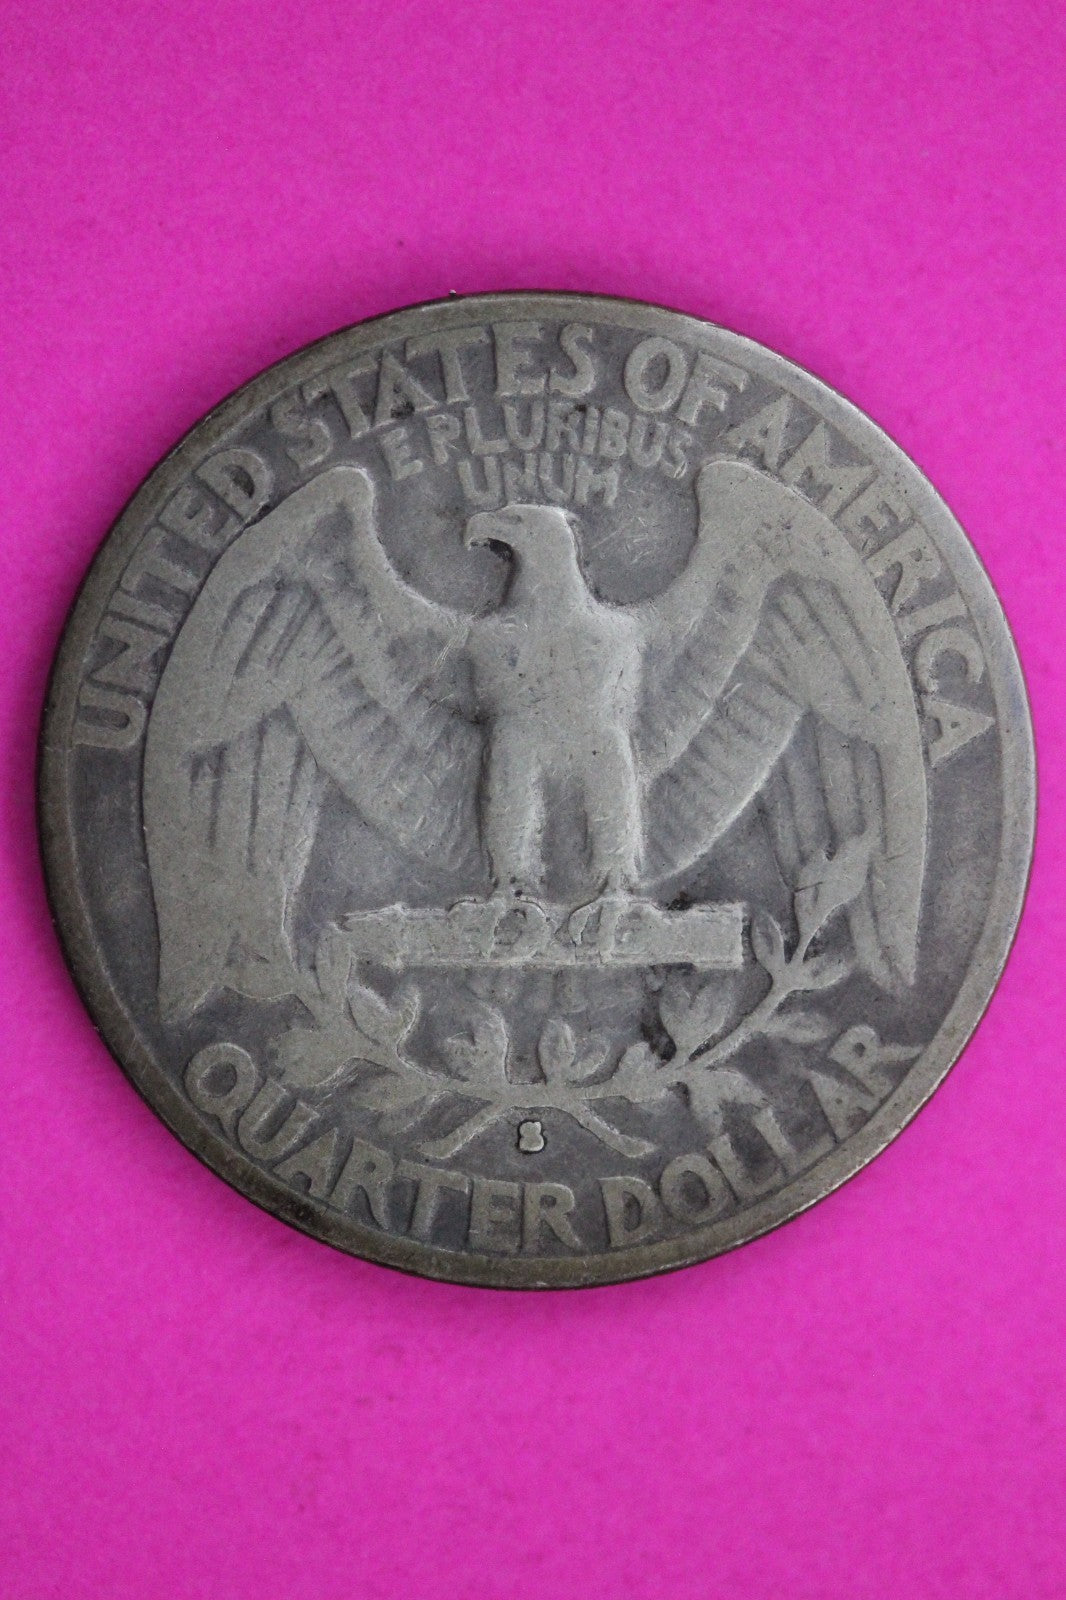 UNITED STATES OF AMERICA
E PLURIBUS
UNUM
S
QUARTER DOLLAR